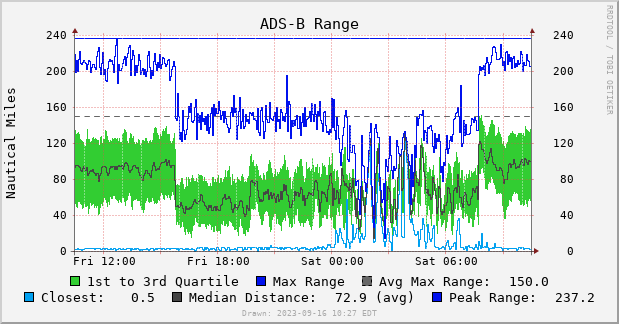 ADS-B Range
RRDTOOL / TOBI OETIKER
Nautical Miles
240 240
200 200
160 160
120 120
80 80
40 40
0 0
Fri 12:00 Fri 18:00 Sat 00:00 Sat 06:00
1st to 3rd Quartile Max Range Avg Max Range: 150.0
Closest: 0.5 Median Distance: 72.9 (avg) Peak Range: 237.2
Drawn: 2023-09-16 10:27 EDT